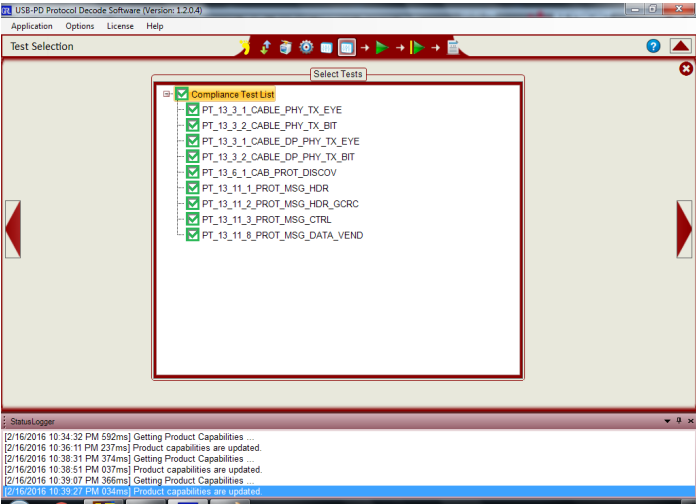 GRL USB-PD Protocol Decode Software (Version: 1.2.0.4)
Application Options License Help
Test Selection
Select Tests
Compliance Test List
PT_13_3_1_CABLE_PHY_TX_EYE
PT_13_3_2_CABLE_PHY_TX_BIT
PT_13_3_1_CABLE_DP_PHY_TX_EYE
PT_13_3_2_CABLE_DP_PHY_TX_BIT
PT_13_6_1_CAB_PROT_DISCOV
PT_13_11_1_PROT_MSG_HDR
PT_13_11_2_PROT_MSG_HDR_GCRC
PT_13_11_3_PROT_MSG_CTRL
PT_13_11_8_PROT_MSG_DATA_VEND
StatusLogger
[2/16/2016 10:34:32 PM 592ms] Getting Product Capabilities ...
[2/16/2016 10:36:11 PM 237ms] Product capabilities are updated.
[2/16/2016 10:38:31 PM 374ms] Getting Product Capabilities ...
[2/16/2016 10:38:51 PM 037ms] Product capabilities are updated.
[2/16/2016 10:39:07 PM 366ms] Getting Product Capabilities ...
[2/16/2016 10:39:27 PM 034ms] Product capabilities are updated.